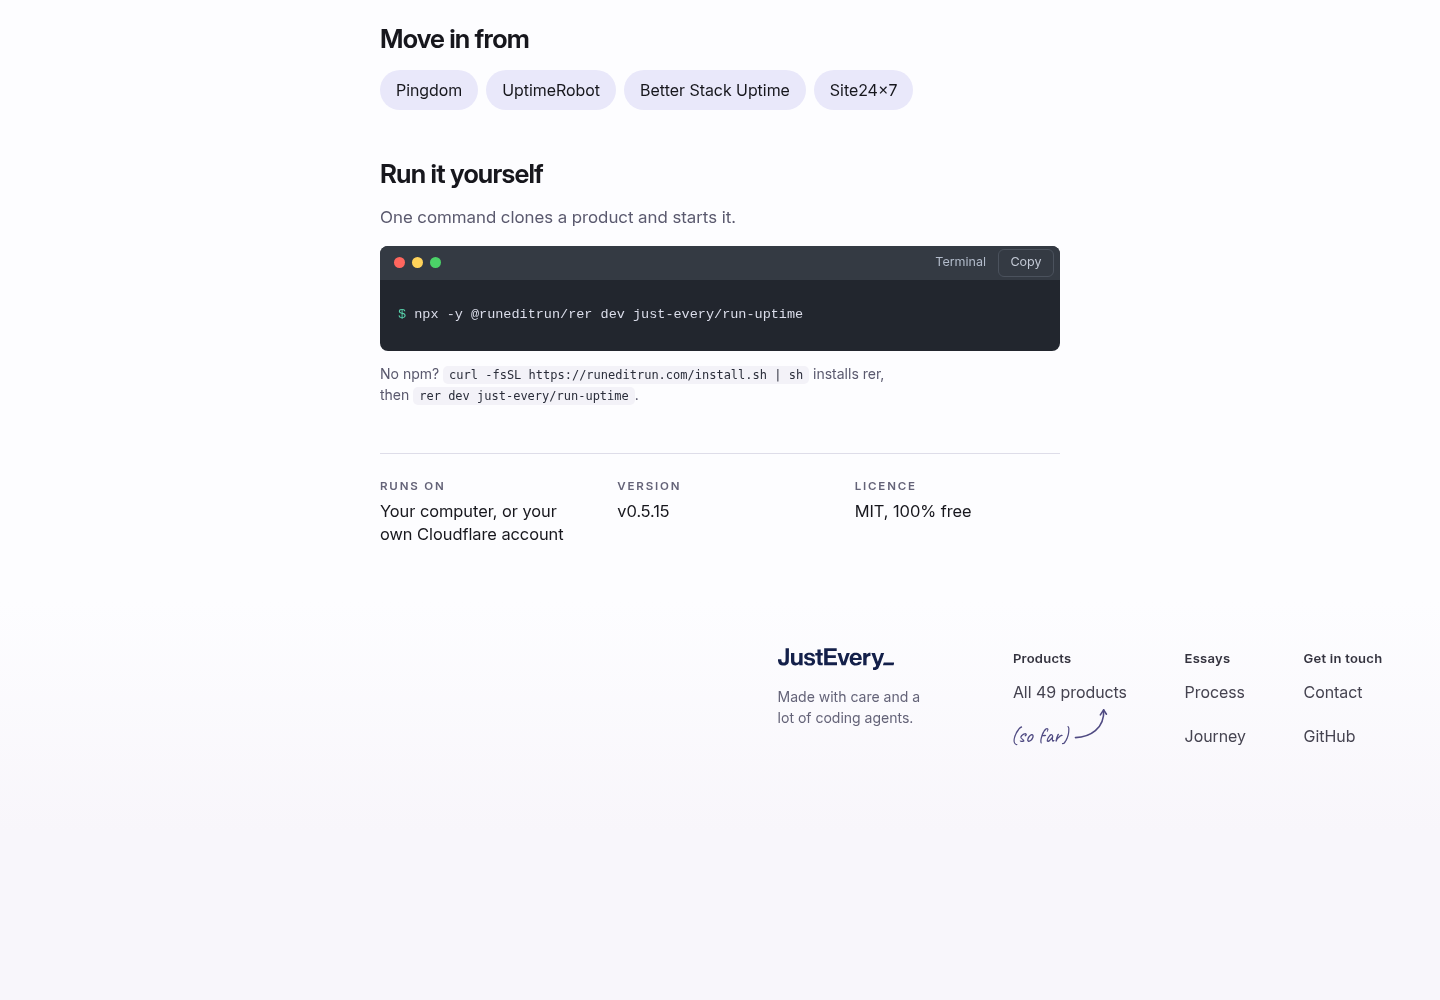 Move in from
Pingdom
UptimeRobot
Better Stack Uptime
Site24×7
Run it yourself
One command clones a product and starts it.
Terminal
Copy
$ npx -y @runeditrun/rer dev just-every/run-uptime
No npm? curl -fsSL https://runeditrun.com/install.sh | sh installs rer,
then rer dev just-every/run-uptime.
RUNS ON
Your computer, or your
own Cloudflare account
VERSION
v0.5.15
LICENCE
MIT, 100% free
JustEvery_
Made with care and a
lot of coding agents.
Products
All 49 products
(so far)
Essays
Process
Journey
Get in touch
Contact
GitHub